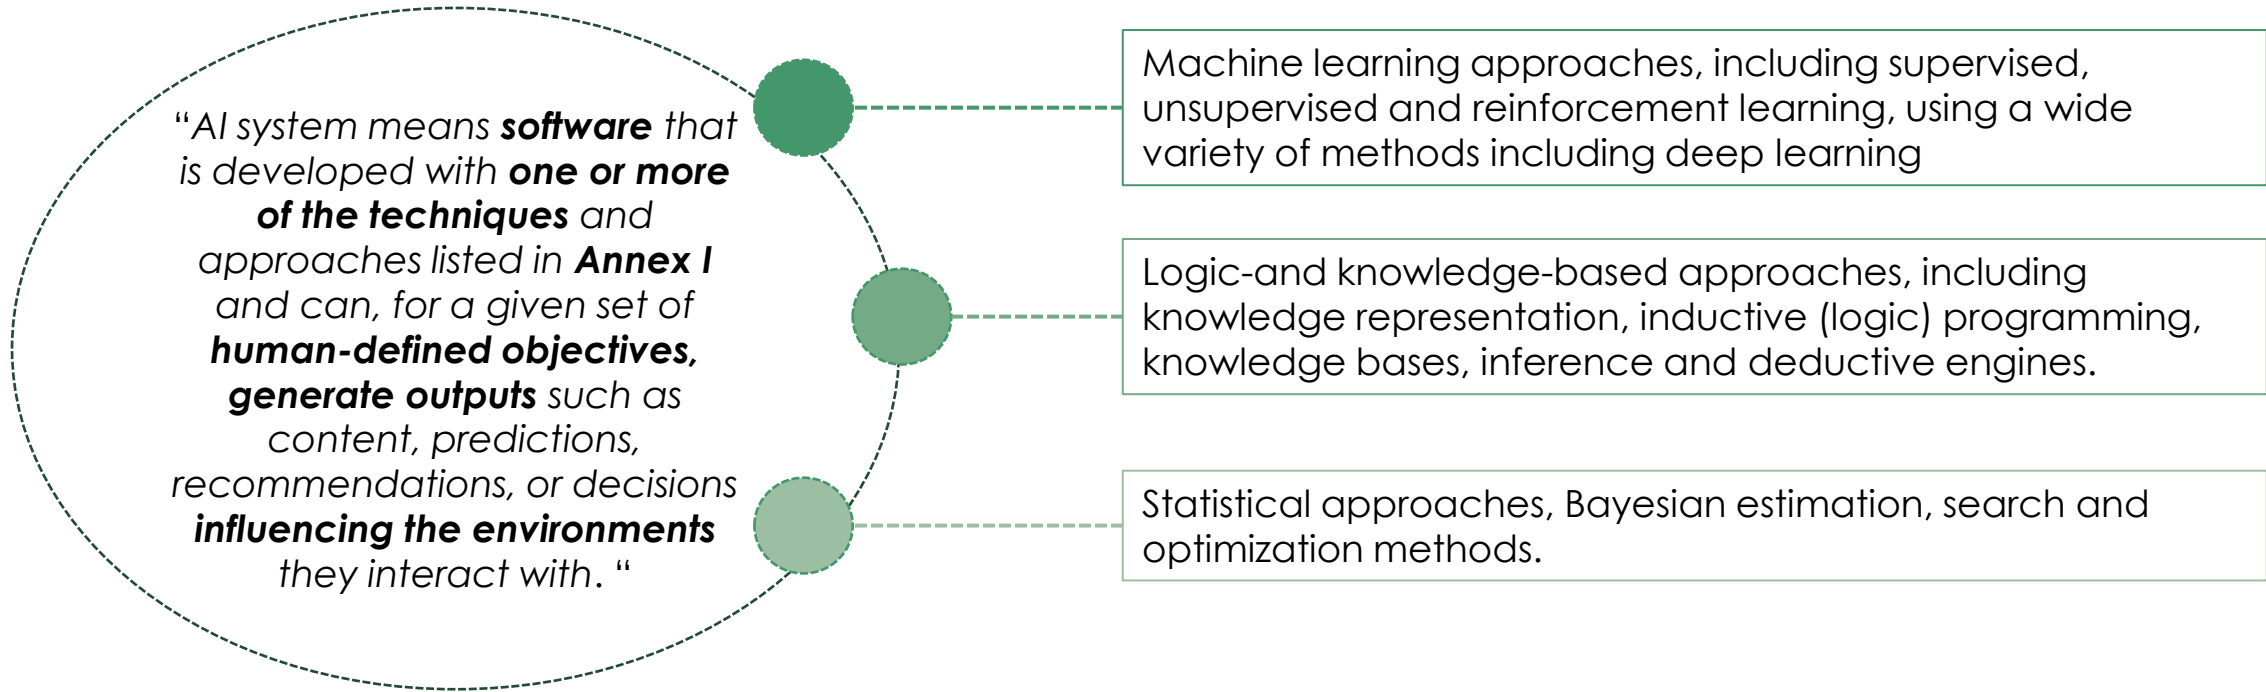 “AI system means software that
is developed with one or more
of the techniques and
approaches listed in Annex I
and can, for a given set of
human-defined objectives,
generate outputs such as
content, predictions,
recommendations, or decisions
influencing the environments
they interact with. “
Machine learning approaches, including supervised,
unsupervised and reinforcement learning, using a wide
variety of methods including deep learning
Logic-and knowledge-based approaches, including
knowledge representation, inductive (logic) programming,
knowledge bases, inference and deductive engines.
Statistical approaches, Bayesian estimation, search and
optimization methods.